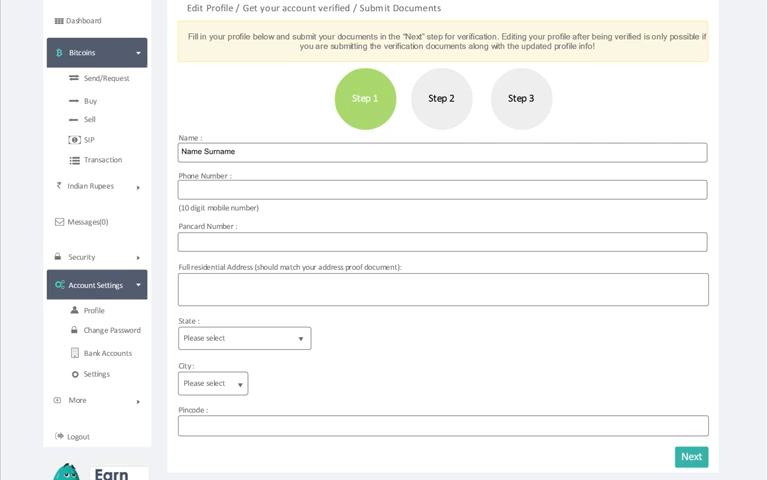 Edit Profile / Get your account verified / Submit Documents
Dashboard
Bitcoins
Send/Request
Buy
Sell
SIP
Transaction
Indian Rupees
Messages(0)
Security
Account Settings
Profile
Change Password
Bank Accounts
Settings
More
Logout
Earn
Fill in your profile below and submit your documents in the "Next" step for verification. Editing your profile after being verified is only possible if
you are submitting the verification documents along with the updated profile info!
Step 1
Step 2
Step 3
Name :
Name Surname
Phone Number :
(10 digit mobile number)
Pancard Number :
Full residential Address (should match your address proof document):
State :
Please select
City :
Please select
Pincode :
Next